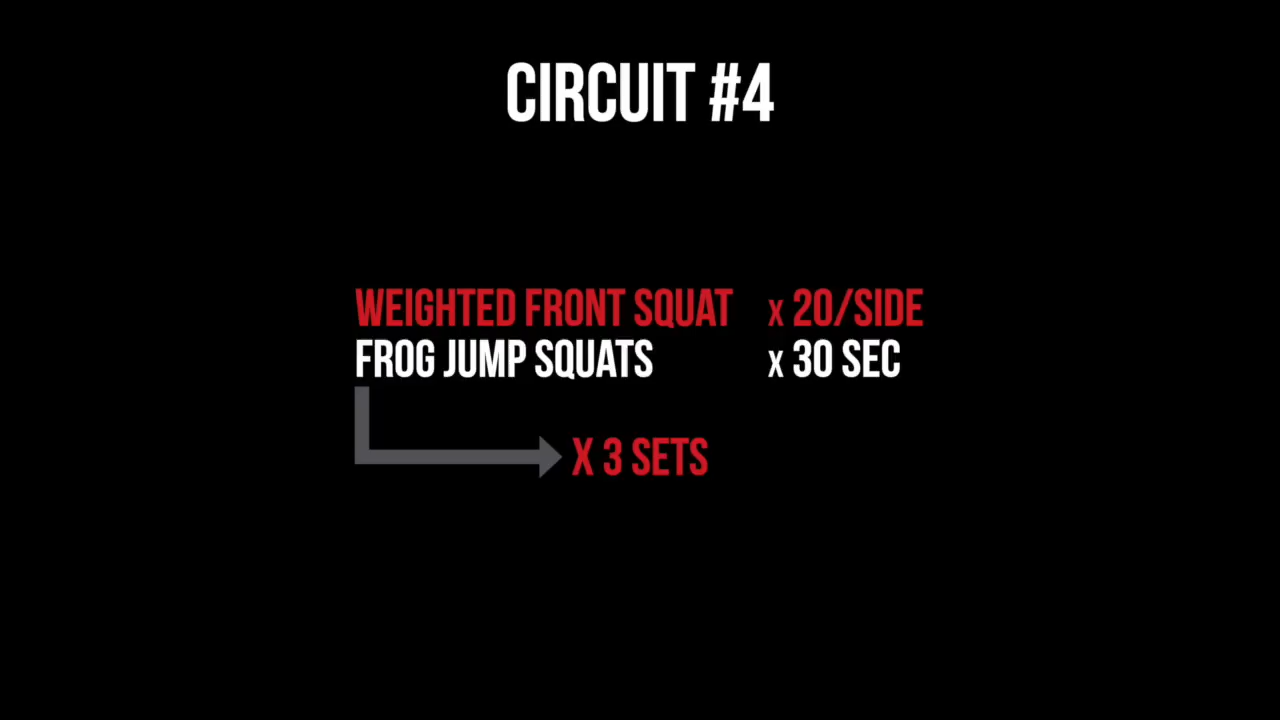 CIRCUIT #4
WEIGHTED FRONT SQUAT x 20/SIDE
FROG JUMP SQUATS x 30 SEC
X 3 SETS